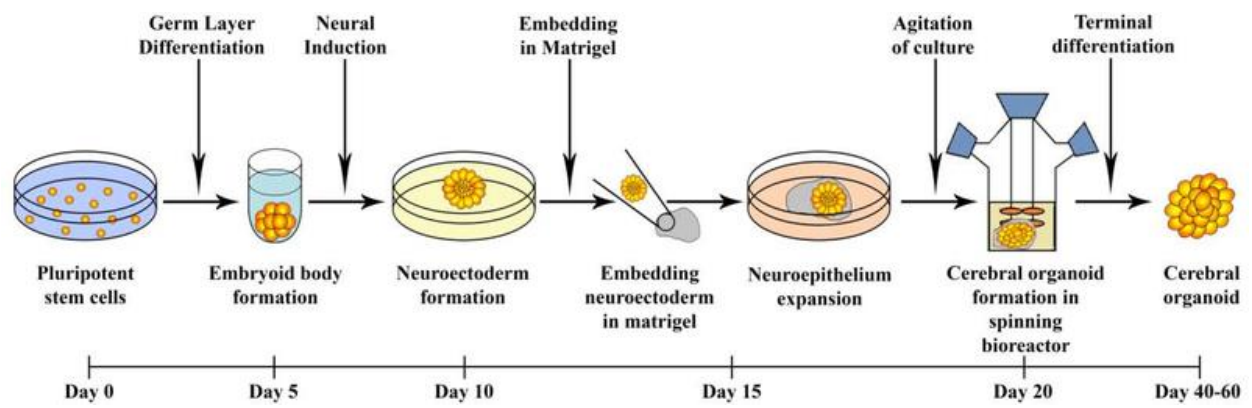 Germ Layer
Differentiation
Neural
Induction
Embedding
in Matrigel
Agitation
of culture
Terminal
differentiation
Pluripotent
stem cells
Embryoid body
formation
Neuroectoderm
formation
Embedding
neuroectoderm
in matrigel
Neuroepithelium
expansion
Cerebral organoid
formation in
spinning
bioreactor
Cerebral
organoid
Day 0
Day 5
Day 10
Day 15
Day 20
Day 40-60